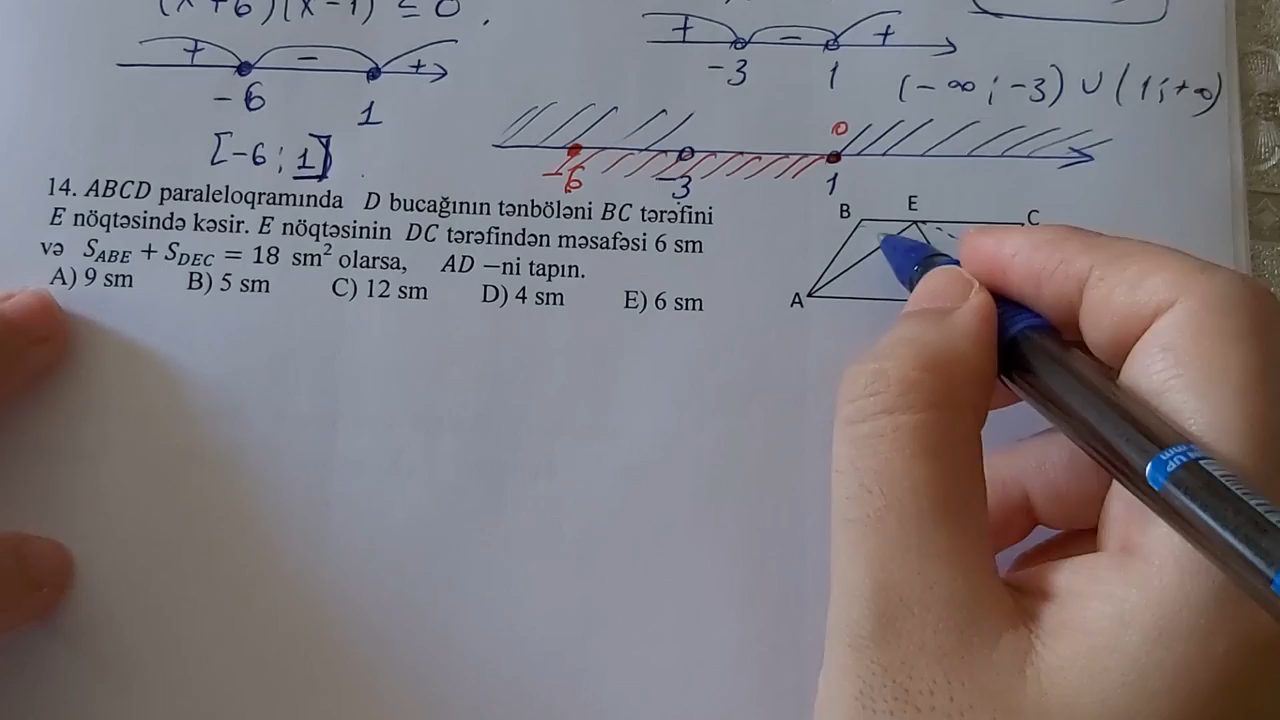 (x+6)(x-1) ≤ 0
+ - +
-6 1
[-6; 1]
+ - +
-3 1
(-∞; -3) ∪ (1; +∞)
-6 -3 1
14. ABCD paraleloqramında D bucağının tənböləni BC tərəfini
E nöqtəsində kəsir. E nöqtəsinin DC tərəfindən məsafəsi 6 sm
və S_ABE + S_DEC = 18 sm² olarsa, AD –ni tapın.
A) 9 sm B) 5 sm C) 12 sm D) 4 sm E) 6 sm
B E C
A